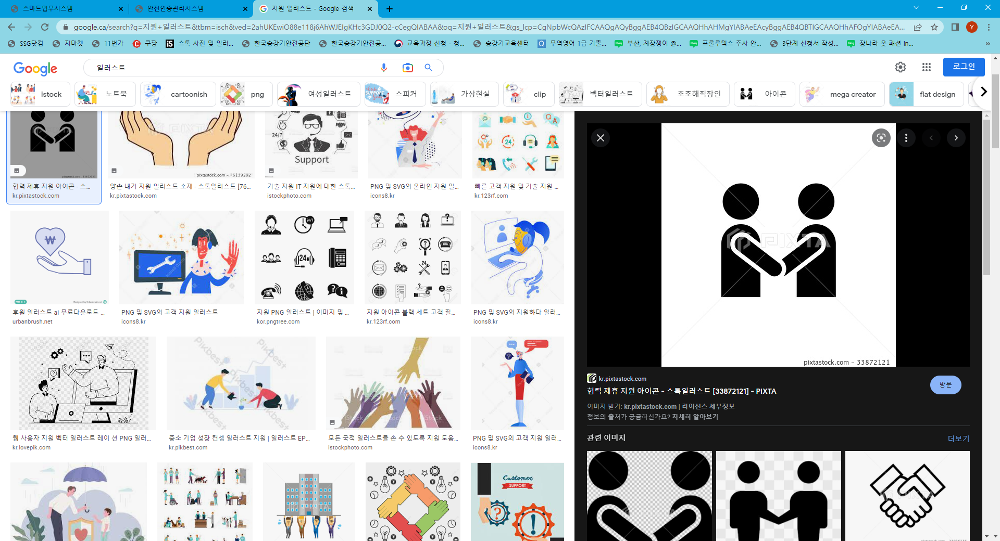 스마트업무시스템
안전인증관리시스템
지원 일러스트 - Google 검색
google.ca/search?q=지원+일러스트&tbm=isch&ved=2ahUKEwiO88e118j6AhWJEIgKHc3GDJ0Q2-cCegQIABAA&oq=지원+일러스트&gs_lcp=CgNpbWcQAzIFCAAQgAQyBggAEB4QBzIGCAAQHhAHMgYIABAeEAcyBggAEB4QBTIGCAAQHhAFOgYIABAeEA...
Y
SSG닷컴
지마켓
11번가
쿠팡
iS 스톡 사진 및 일러...
한국승강기안전공단
한국승강기안전공...
교육과정 신청 - 청...
승강기교육센터
무역영어 1급 기출...
부산, 계장쟁이 @...
프롤루텍스 주사 안...
3단계 신청서 작성...
장나라 옷 패션 in...
Google
일러스트
로그인
istock
노트북
cartoonish
png
여성일러스트
스피커
가상현실
clip
벡터일러스트
초조해직장인
아이콘
mega creator
flat design
PIXTA
pixtastock.com - 76139292
24/7
Support
24
협력 제휴 지원 아이콘 - 스...
kr.pixtastock.com
양손 내거 지원 일러스트 소재 - 스톡일러스트 [76...
kr.pixtastock.com
기술 지원 IT 지원에 대한 스톡...
istockphoto.com
PNG 및 SVG의 온라인 지원 일...
icons8.kr
빠른 고객 지원 및 기술 지원 ...
kr.123rf.com
₩
24/7
24H
24
후원 일러스트 ai 무료다운로드 ...
urbanbrush.net
PNG 및 SVG의 고객 지원 일러스트
icons8.kr
지원 PNG 일러스트 | 이미지 및 ...
kor.pngtree.com
지원 아이콘 블랙 세트 고객 질...
kr.123rf.com
PNG 및 SVG의 지원하다 일러...
icons8.kr
Pikbest
iStock
웹 사용자 지원 벡터 일러스트 레이 션 PNG 일러...
kr.lovepik.com
중소 기업 성장 컨셉 일러스트 지원 | 일러스트 EP...
kr.pikbest.com
모든 국적 일러스트를 손 수 있도록 지원 도움...
istockphoto.com
PNG 및 SVG의 고객 지원 일러...
icons8.kr
PIXTA
Customer
SUPPORT
PIXTA
pixtastock.com - 33872121
kr.pixtastock.com
협력 제휴 지원 아이콘 - 스톡일러스트 [33872121] - PIXTA
방문
이미지 받기: kr.pixtastock.com | 라이선스 세부정보
정보의 출처가 궁금하신가요? 자세히 알아보기
관련 이미지
더보기